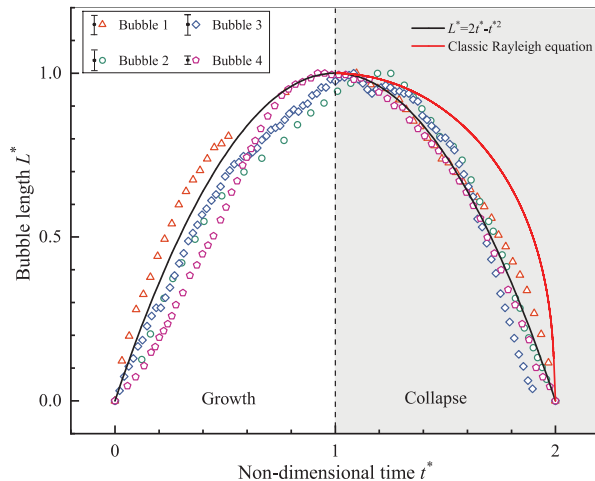 Bubble 1 Bubble 3
Bubble 2 Bubble 4
L*=2t*-t*2
Classic Rayleigh equation
1.0
0.5
0.0
Bubble length L*
Growth
Collapse
0 1 2
Non-dimensional time t*